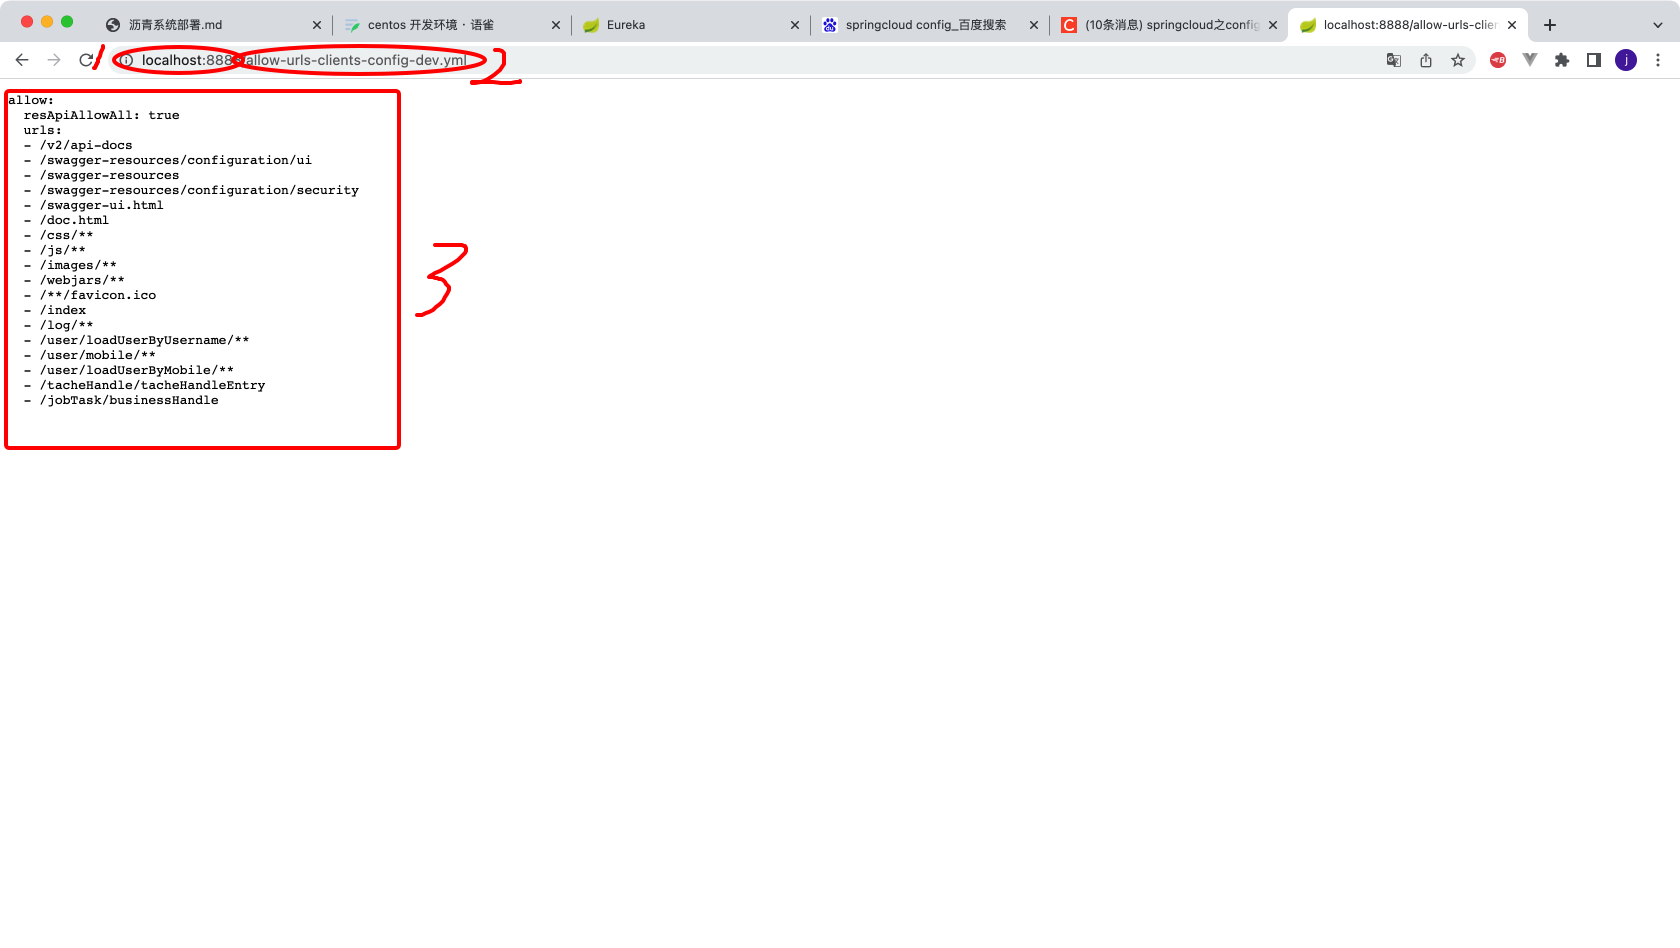 沥青系统部署.md
centos 开发环境 · 语雀
Eureka
springcloud config_百度搜索
(10条消息) springcloud之config
localhost:8888/allow-urls-clien
1
localhost:888
/allow-urls-clients-config-dev.yml
2
j
allow:
  resApiAllowAll: true
  urls:
  - /v2/api-docs
  - /swagger-resources/configuration/ui
  - /swagger-resources
  - /swagger-resources/configuration/security
  - /swagger-ui.html
  - /doc.html
  - /css/**
  - /js/**
  - /images/**
  - /webjars/**
  - /**/favicon.ico
  - /index
  - /log/**
  - /user/loadUserByUsername/**
  - /user/mobile/**
  - /user/loadUserByMobile/**
  - /tacheHandle/tacheHandleEntry
  - /jobTask/businessHandle
3